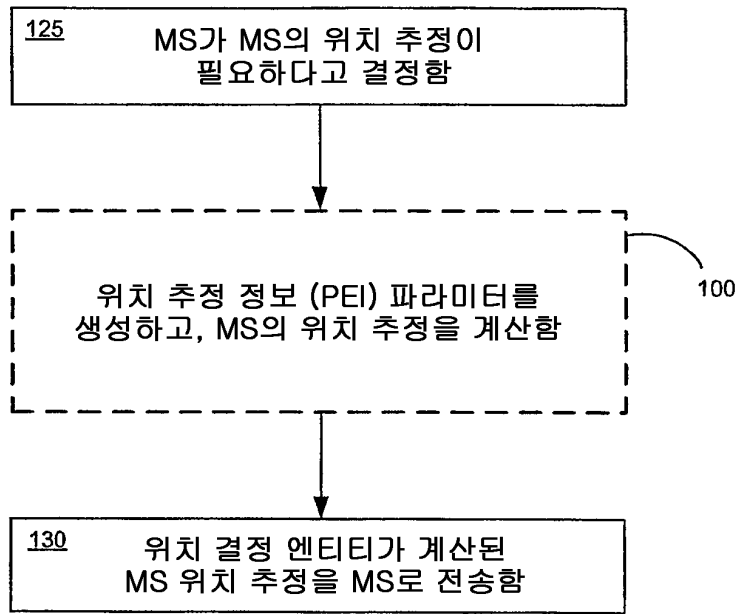 125
MS가 MS의 위치 추정이
필요하다고 결정함
위치 추정 정보 (PEI) 파라미터를
생성하고, MS의 위치 추정을 계산함
100
130
위치 결정 엔티티가 계산된
MS 위치 추정을 MS로 전송함